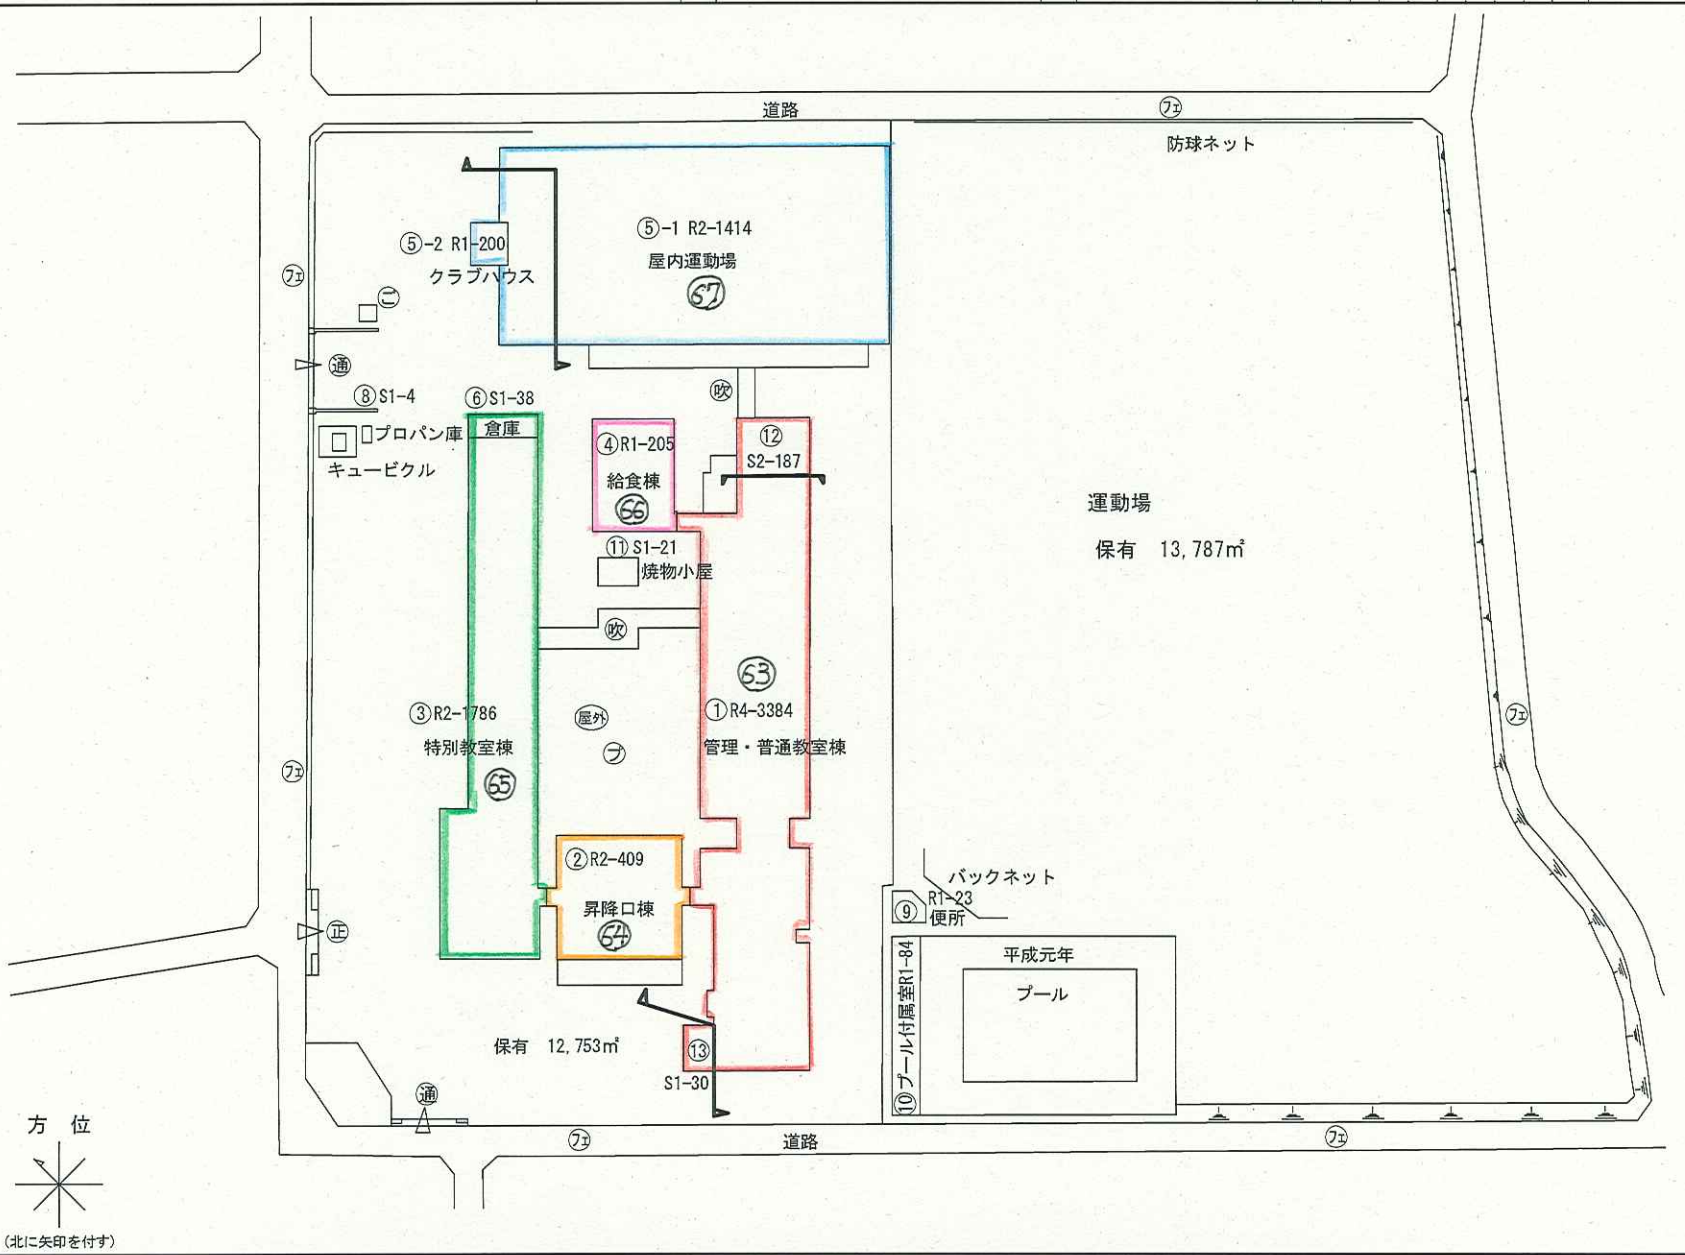 道路
㋫ェ
防球ネット
⑤-1 R2-1414
屋内運動場
67
⑤-2 R1-200
クラブハウス
フェ
ご
通
吹
⑧ S1-4
⑥ S1-38
倉庫
プロパン庫
キュービクル
④ R1-205
給食棟
66
⑫
S2-187
運動場
保有 13,787㎡
⑪ S1-21
焼物小屋
吹
63
① R4-3384
管理・普通教室棟
③ R2-1786
特別教室棟
65
屋外
プ
フェ
フェ
② R2-409
昇降口棟
64
バックネット
⑨
R1-23
便所
正
平成元年
プール
⑩プール付属室R1-84
保有 12,753㎡
⑬
S1-30
通
方 位
フェ
道路
フェ
(北に矢印を付す)